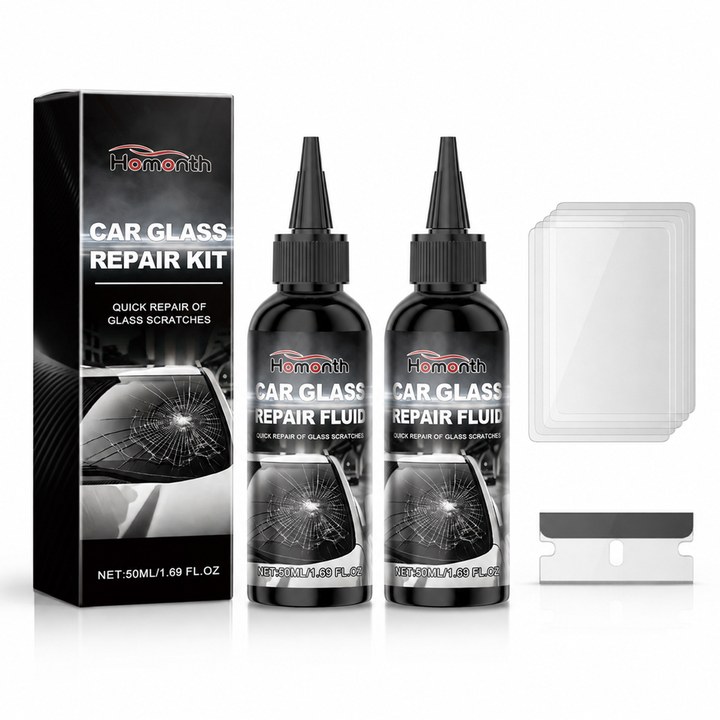 Homonth
CAR GLASS
REPAIR KIT
QUICK REPAIR OF
GLASS SCRATCHES
NET:50ML/1.69 FL.OZ
Homonth
CAR GLASS
REPAIR FLUID
QUICK REPAIR OF GLASS SCRATCHES
NET:50ML/1.69 FL.OZ
Homonth
CAR GLASS
REPAIR FLUID
QUICK REPAIR OF GLASS SCRATCHES
NET:50ML/1.69 FL.OZ